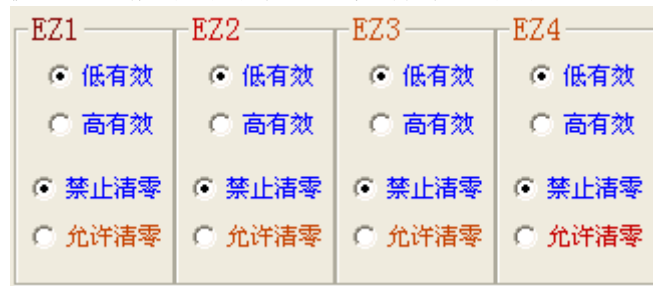 EZ1 EZ2 EZ3 EZ4
低有效 低有效 低有效 低有效
高有效 高有效 高有效 高有效
禁止清零 禁止清零 禁止清零 禁止清零
允许清零 允许清零 允许清零 允许清零